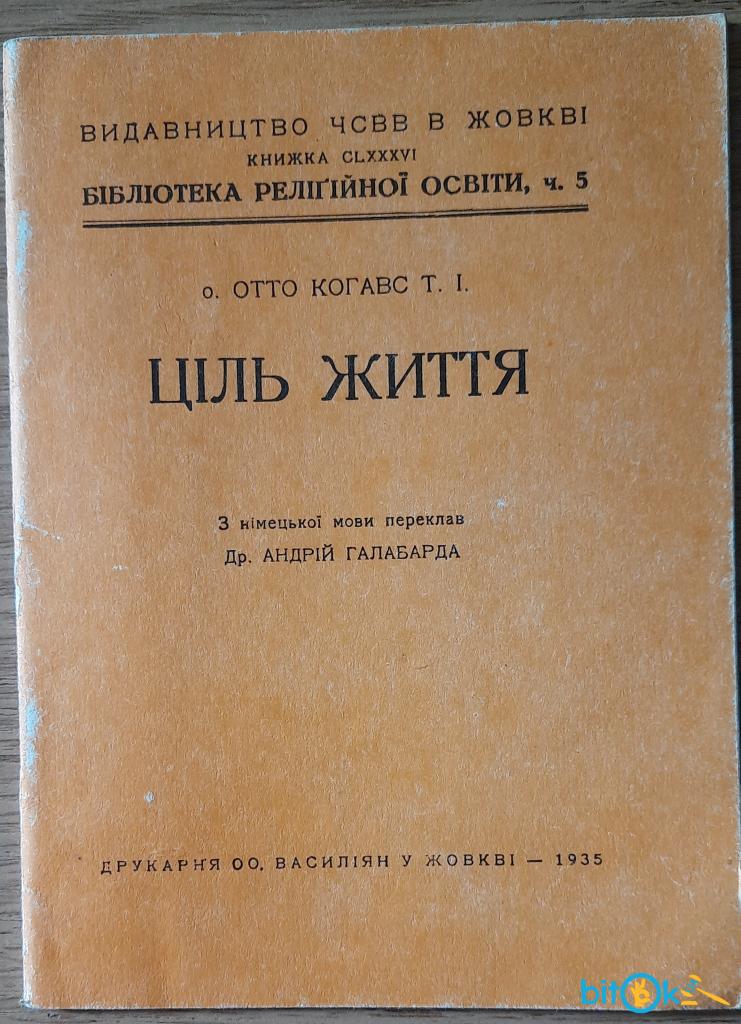 ВИДАВНИЦТВО ЧСВВ В ЖОВКВІ
КНИЖКА CLXXXVI
БІБЛІОТЕКА РЕЛІҐІЙНОЇ ОСВІТИ, ч. 5
о. ОТТО КОГАВС Т. І.
ЦІЛЬ ЖИТТЯ
З німецької мови переклав
Др. АНДРІЙ ГАЛАБАРДА
ДРУКАРНЯ ОО. ВАСИЛІЯН У ЖОВКВІ — 1935
bitOk